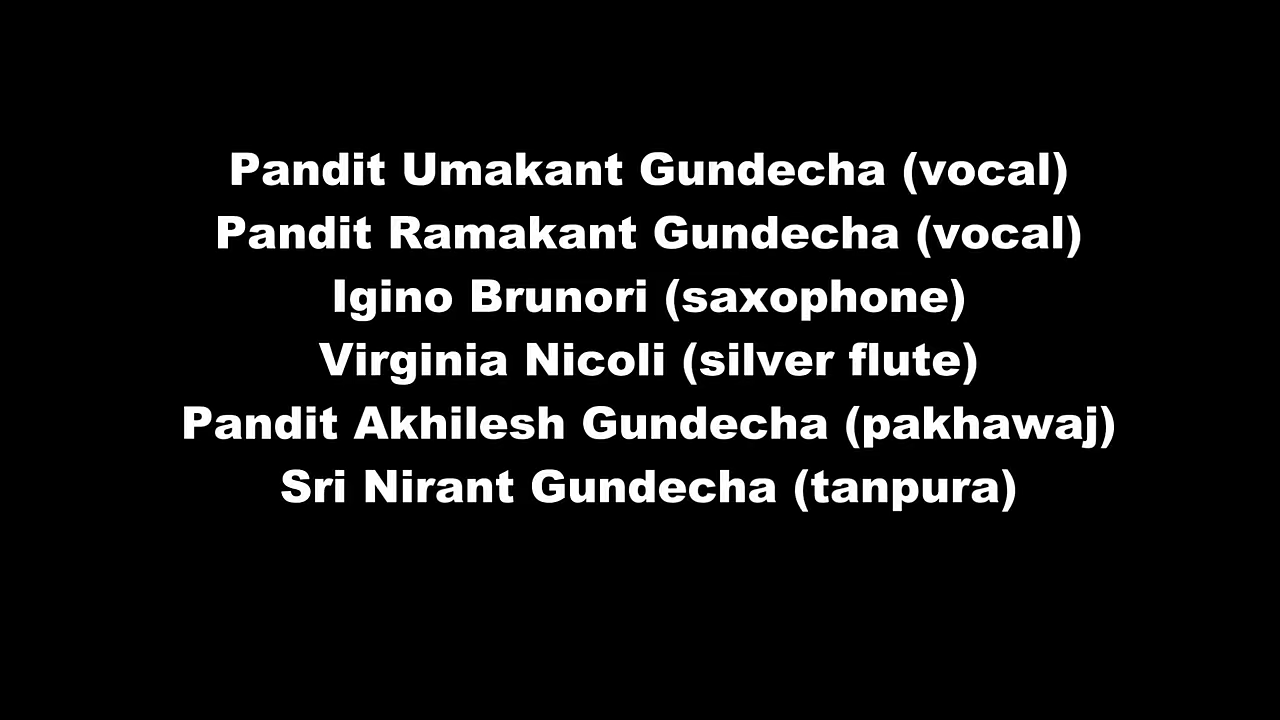 Pandit Umakant Gundecha (vocal)
Pandit Ramakant Gundecha (vocal)
Igino Brunori (saxophone)
Virginia Nicoli (silver flute)
Pandit Akhilesh Gundecha (pakhawaj)
Sri Nirant Gundecha (tanpura)